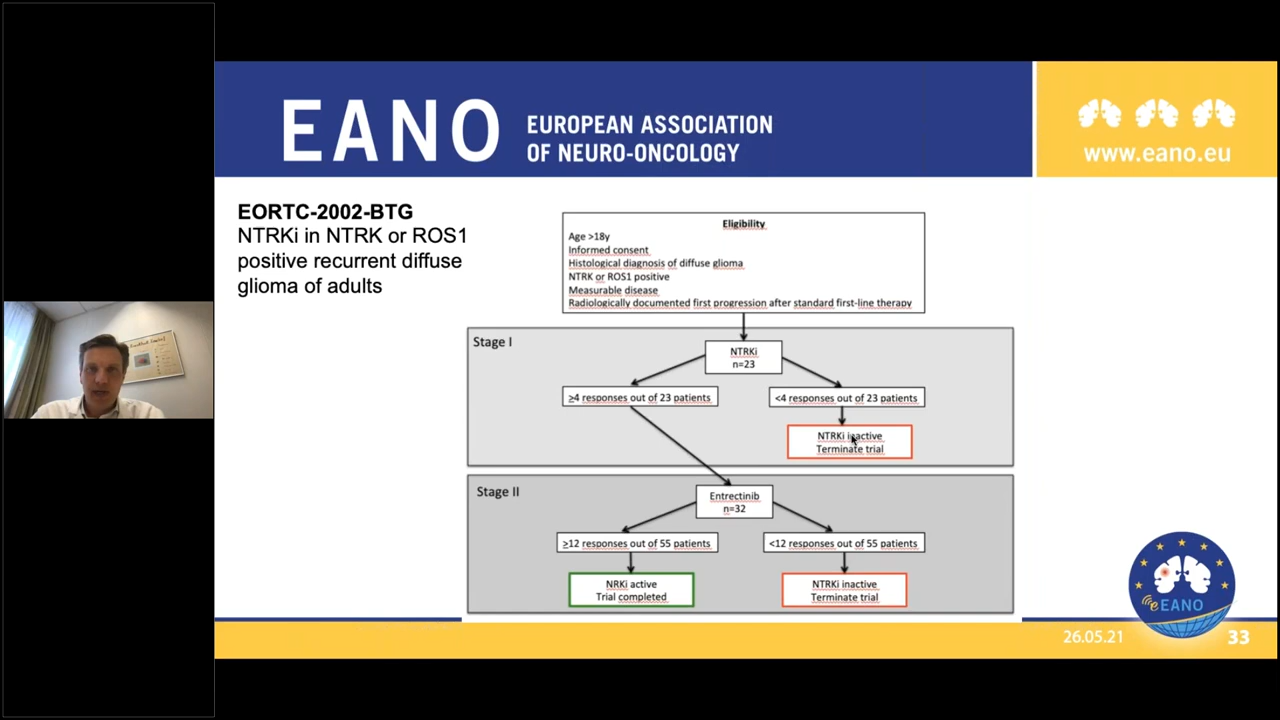 EANO
EUROPEAN ASSOCIATION
OF NEURO-ONCOLOGY
www.eano.eu
EORTC-2002-BTG
NTRKi in NTRK or ROS1
positive recurrent diffuse
glioma of adults
Eligibility
Age >18y
Informed consent
Histological diagnosis of diffuse glioma
NTRK or ROS1 positive
Measurable disease
Radiologically documented first progression after standard first-line therapy
Stage I
NTRKi
n=23
≥4 responses out of 23 patients
<4 responses out of 23 patients
NTRKi inactive
Terminate trial
Stage II
Entrectinib
n=32
≥12 responses out of 55 patients
<12 responses out of 55 patients
NRKi active
Trial completed
NTRKi inactive
Terminate trial
eEANO
26.05.21
33